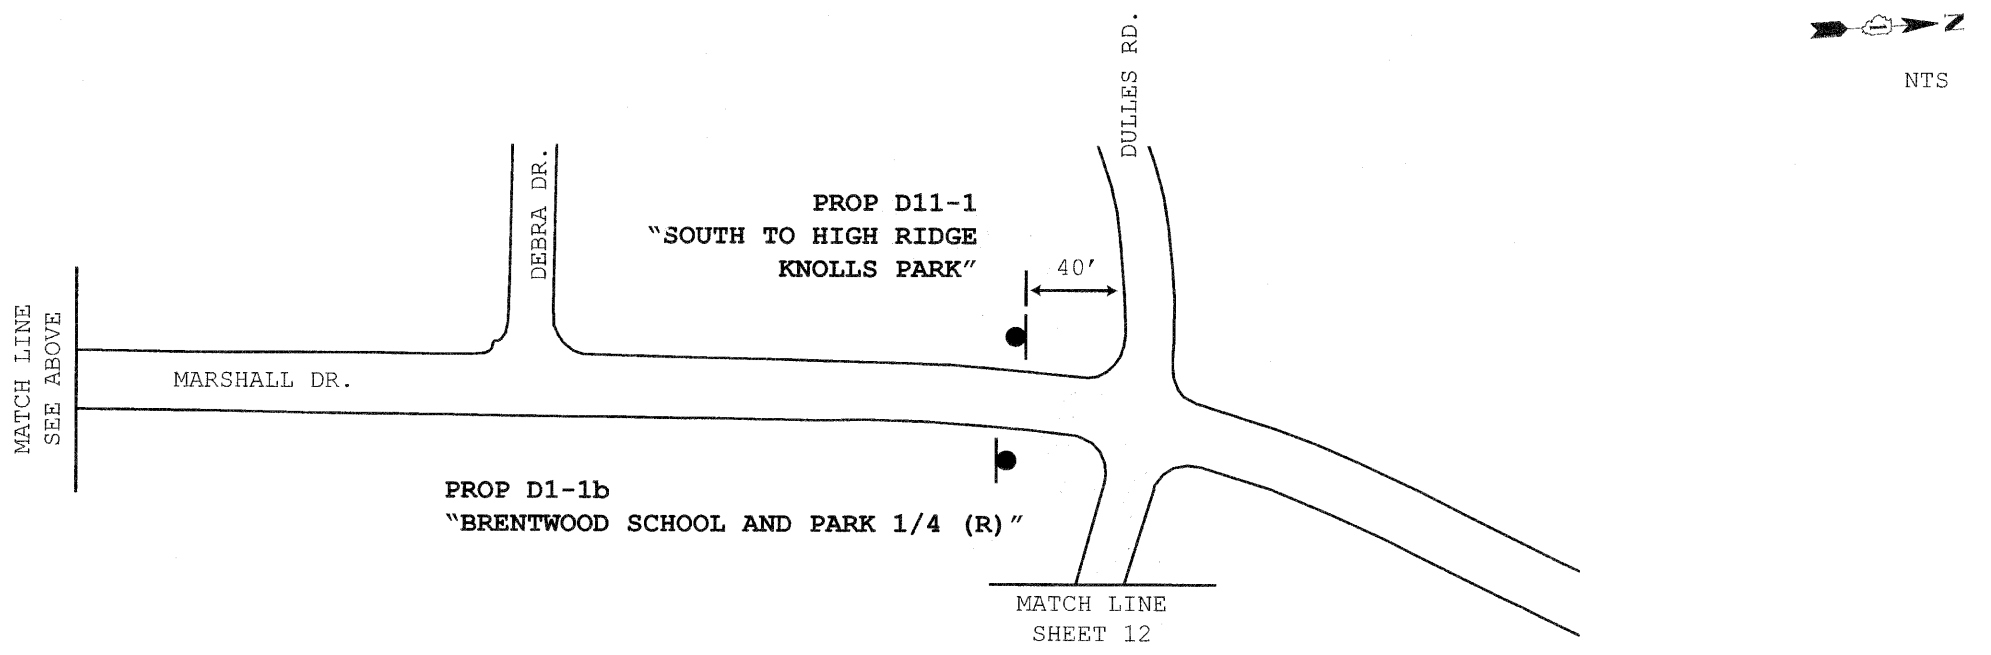 DULLES RD.
N
NTS
DEBRA DR.
PROP D11-1
“SOUTH TO HIGH RIDGE
KNOLLS PARK”
40’
MATCH LINE
SEE ABOVE
MARSHALL DR.
PROP D1-1b
“BRENTWOOD SCHOOL AND PARK 1/4 (R)”
MATCH LINE
SHEET 12